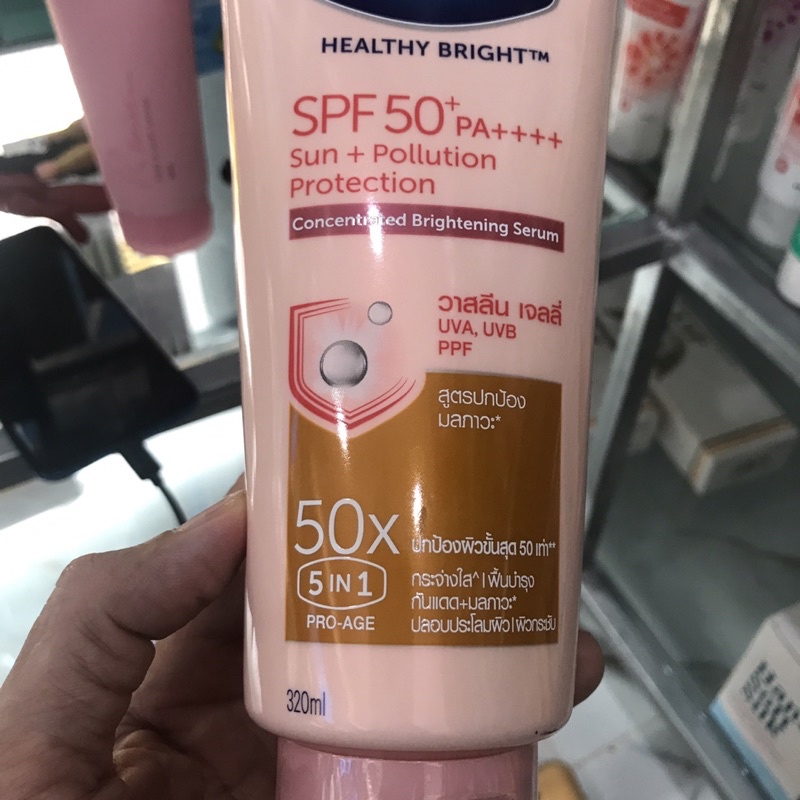 HEALTHY BRIGHT™
SPF 50+ PA++++
Sun + Pollution
Protection
Concentrated Brightening Serum
วาสลีน เจลลี่
UVA, UVB
PPF
สูตรปกป้อง
มลภาวะ*
50x
ปกป้องผิวขั้นสุด 50 เท่า**
5 IN 1
PRO-AGE
กระจ่างใส^ | ฟื้นบำรุง
กันแดด+มลภาวะ*
ปลอบประโลมผิว | ผิวกระชับ
320ml